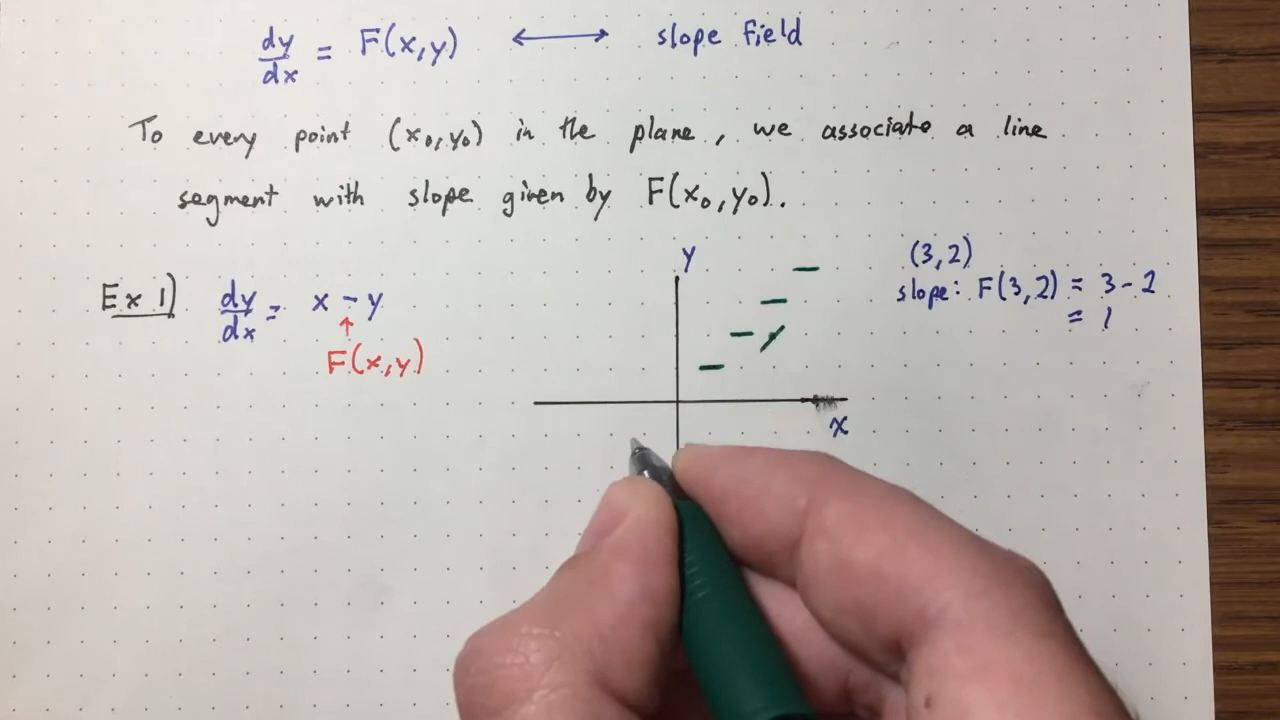 dy/dx = F(x,y) ⟷ slope field
To every point (x₀,y₀) in the plane, we associate a line
segment with slope given by F(x₀,y₀).
Ex 1) dy/dx = x - y
↑
F(x,y)
y
x
(3,2)
slope: F(3,2) = 3 - 2
= 1